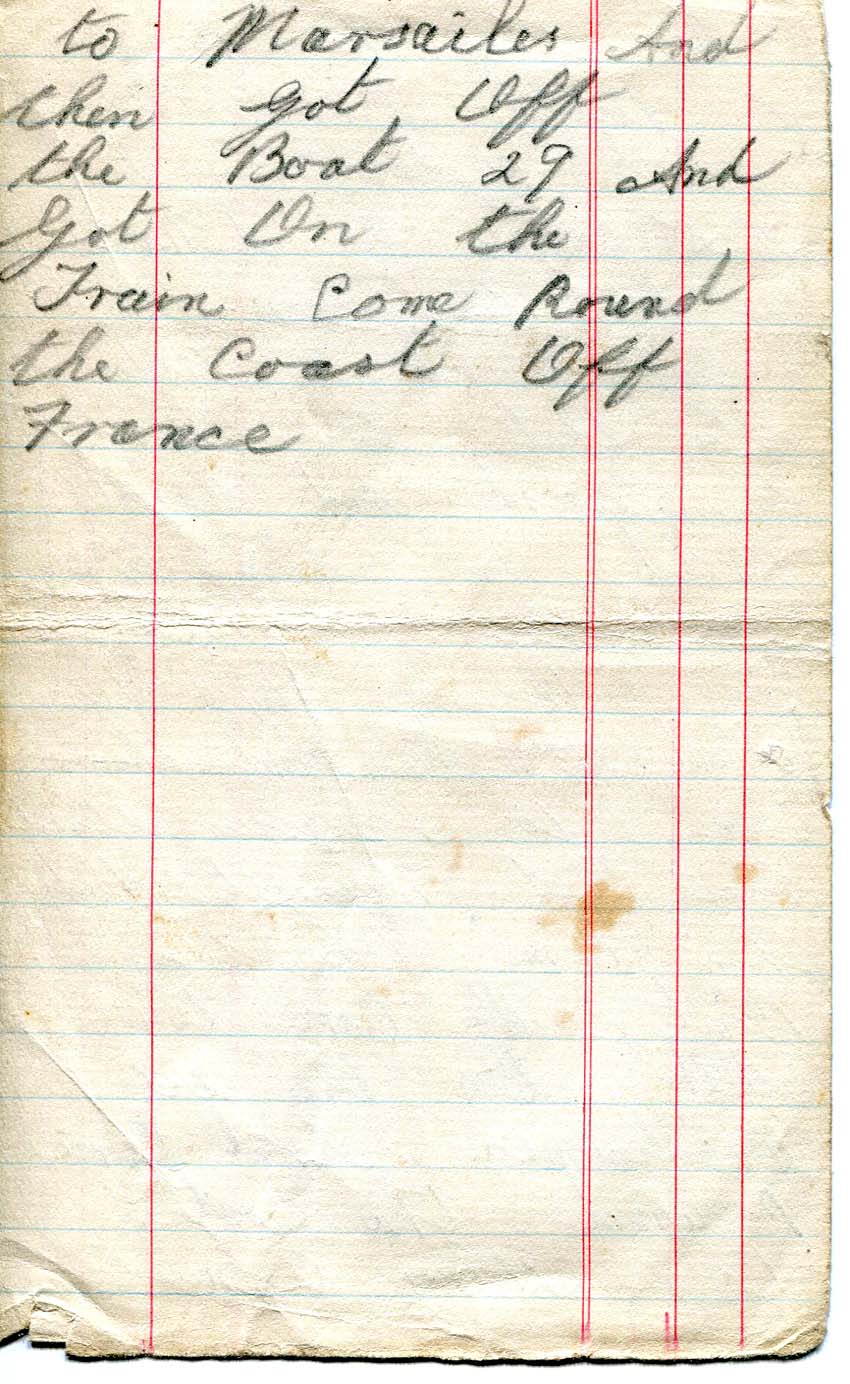 to Marsailes And
then Got Off
the Boat 29 And
Got On the
Train Come Round
the Coast Off
France